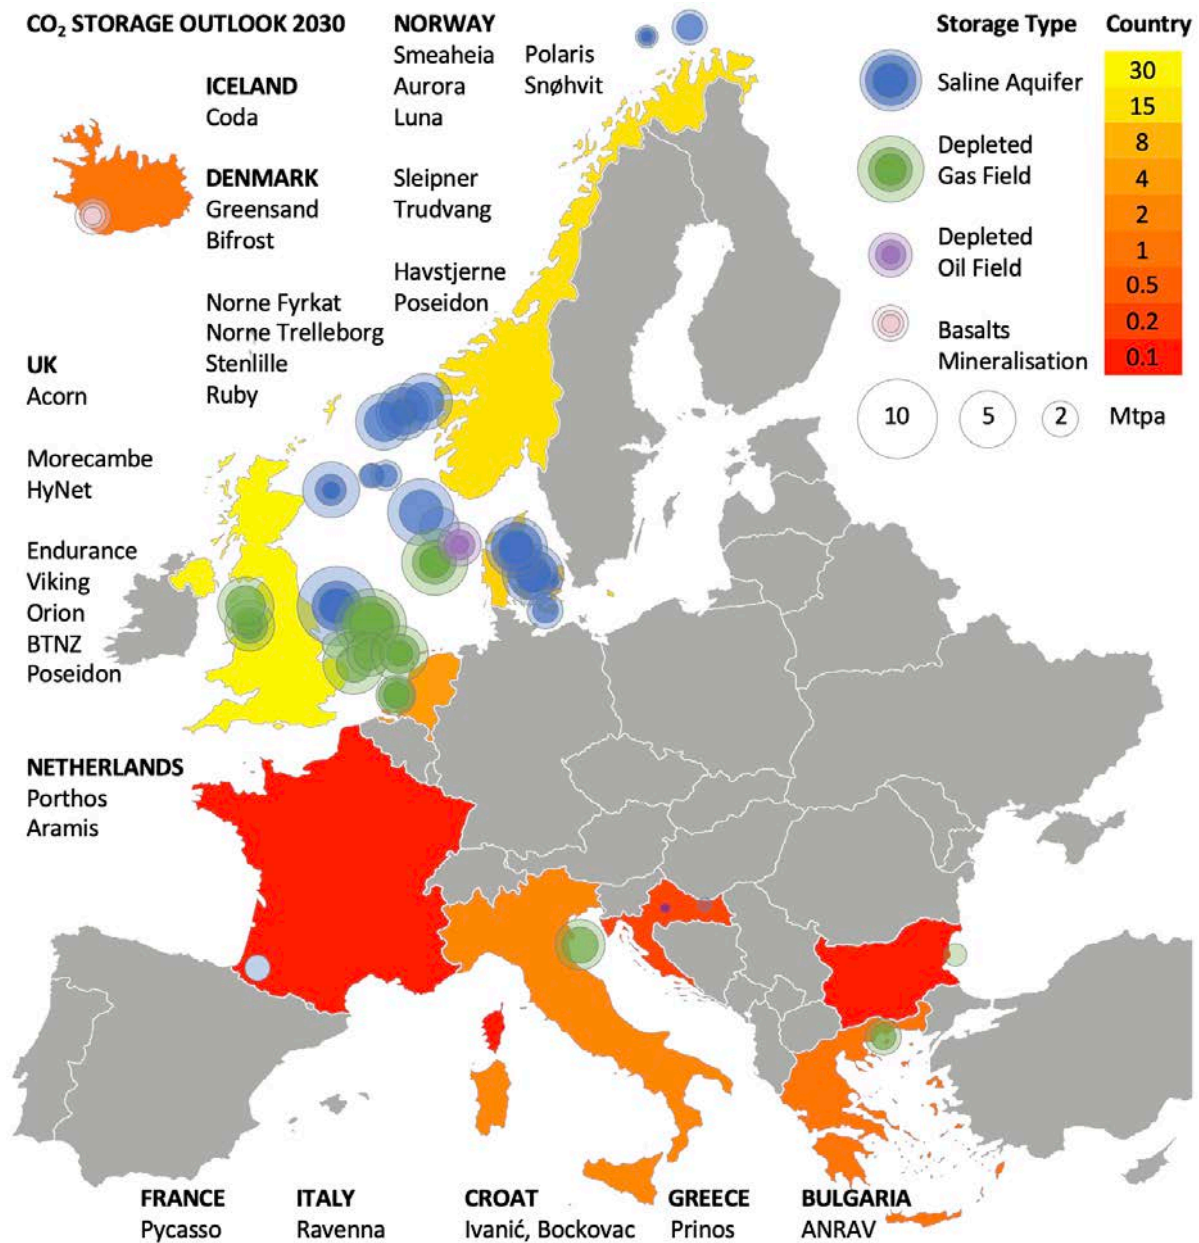 CO₂ STORAGE OUTLOOK 2030
ICELAND
Coda
DENMARK
Greensand
Bifrost
Norne Fyrkat
Norne Trelleborg
Stenlille
Ruby
NORWAY
Smeaheia
Aurora
Luna
Sleipner
Trudvang
Havstjerne
Poseidon
Polaris
Snøhvit
UK
Acorn
Morecambe
HyNet
Endurance
Viking
Orion
BTNZ
Poseidon
NETHERLANDS
Porthos
Aramis
Storage Type
Saline Aquifer
Depleted
Gas Field
Depleted
Oil Field
Basalts
Mineralisation
10 5 2 Mtpa
Country
30
15
8
4
2
1
0.5
0.2
0.1
FRANCE
Pycasso
ITALY
Ravenna
CROAT
Ivanić, Bockovac
GREECE
Prinos
BULGARIA
ANRAV